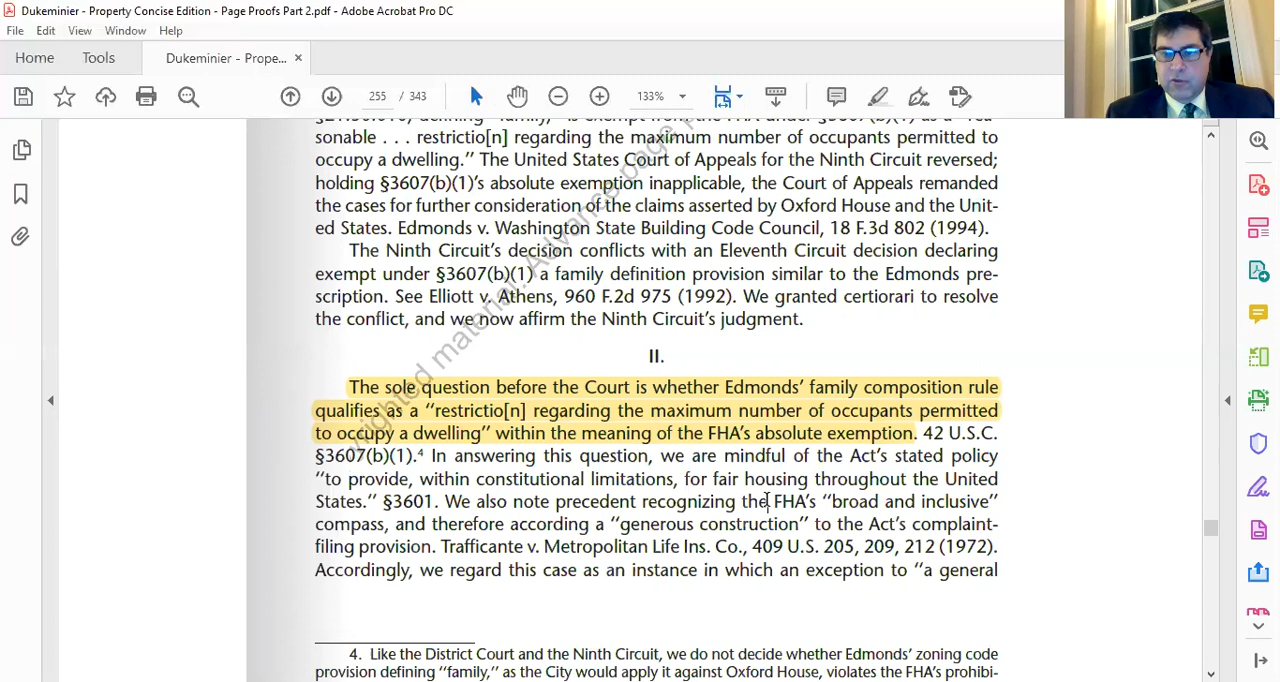 Dukeminier - Property Concise Edition - Page Proofs Part 2.pdf - Adobe Acrobat Pro DC
File Edit View Window Help
Home Tools Dukeminier - Prope... ×
255 / 343 133%
sonable . . . restrictio[n] regarding the maximum number of occupants permitted to
occupy a dwelling.” The United States Court of Appeals for the Ninth Circuit reversed;
holding §3607(b)(1)’s absolute exemption inapplicable, the Court of Appeals remanded
the cases for further consideration of the claims asserted by Oxford House and the Unit-
ed States. Edmonds v. Washington State Building Code Council, 18 F.3d 802 (1994).
The Ninth Circuit’s decision conflicts with an Eleventh Circuit decision declaring
exempt under §3607(b)(1) a family definition provision similar to the Edmonds pre-
scription. See Elliott v. Athens, 960 F.2d 975 (1992). We granted certiorari to resolve
the conflict, and we now affirm the Ninth Circuit’s judgment.
II.
The sole question before the Court is whether Edmonds’ family composition rule
qualifies as a “restrictio[n] regarding the maximum number of occupants permitted
to occupy a dwelling” within the meaning of the FHA’s absolute exemption. 42 U.S.C.
§3607(b)(1).4 In answering this question, we are mindful of the Act’s stated policy
“to provide, within constitutional limitations, for fair housing throughout the United
States.” §3601. We also note precedent recognizing the FHA’s “broad and inclusive”
compass, and therefore according a “generous construction” to the Act’s complaint-
filing provision. Trafficante v. Metropolitan Life Ins. Co., 409 U.S. 205, 209, 212 (1972).
Accordingly, we regard this case as an instance in which an exception to “a general
4. Like the District Court and the Ninth Circuit, we do not decide whether Edmonds’ zoning code
provision defining “family,” as the City would apply it against Oxford House, violates the FHA’s prohibi-